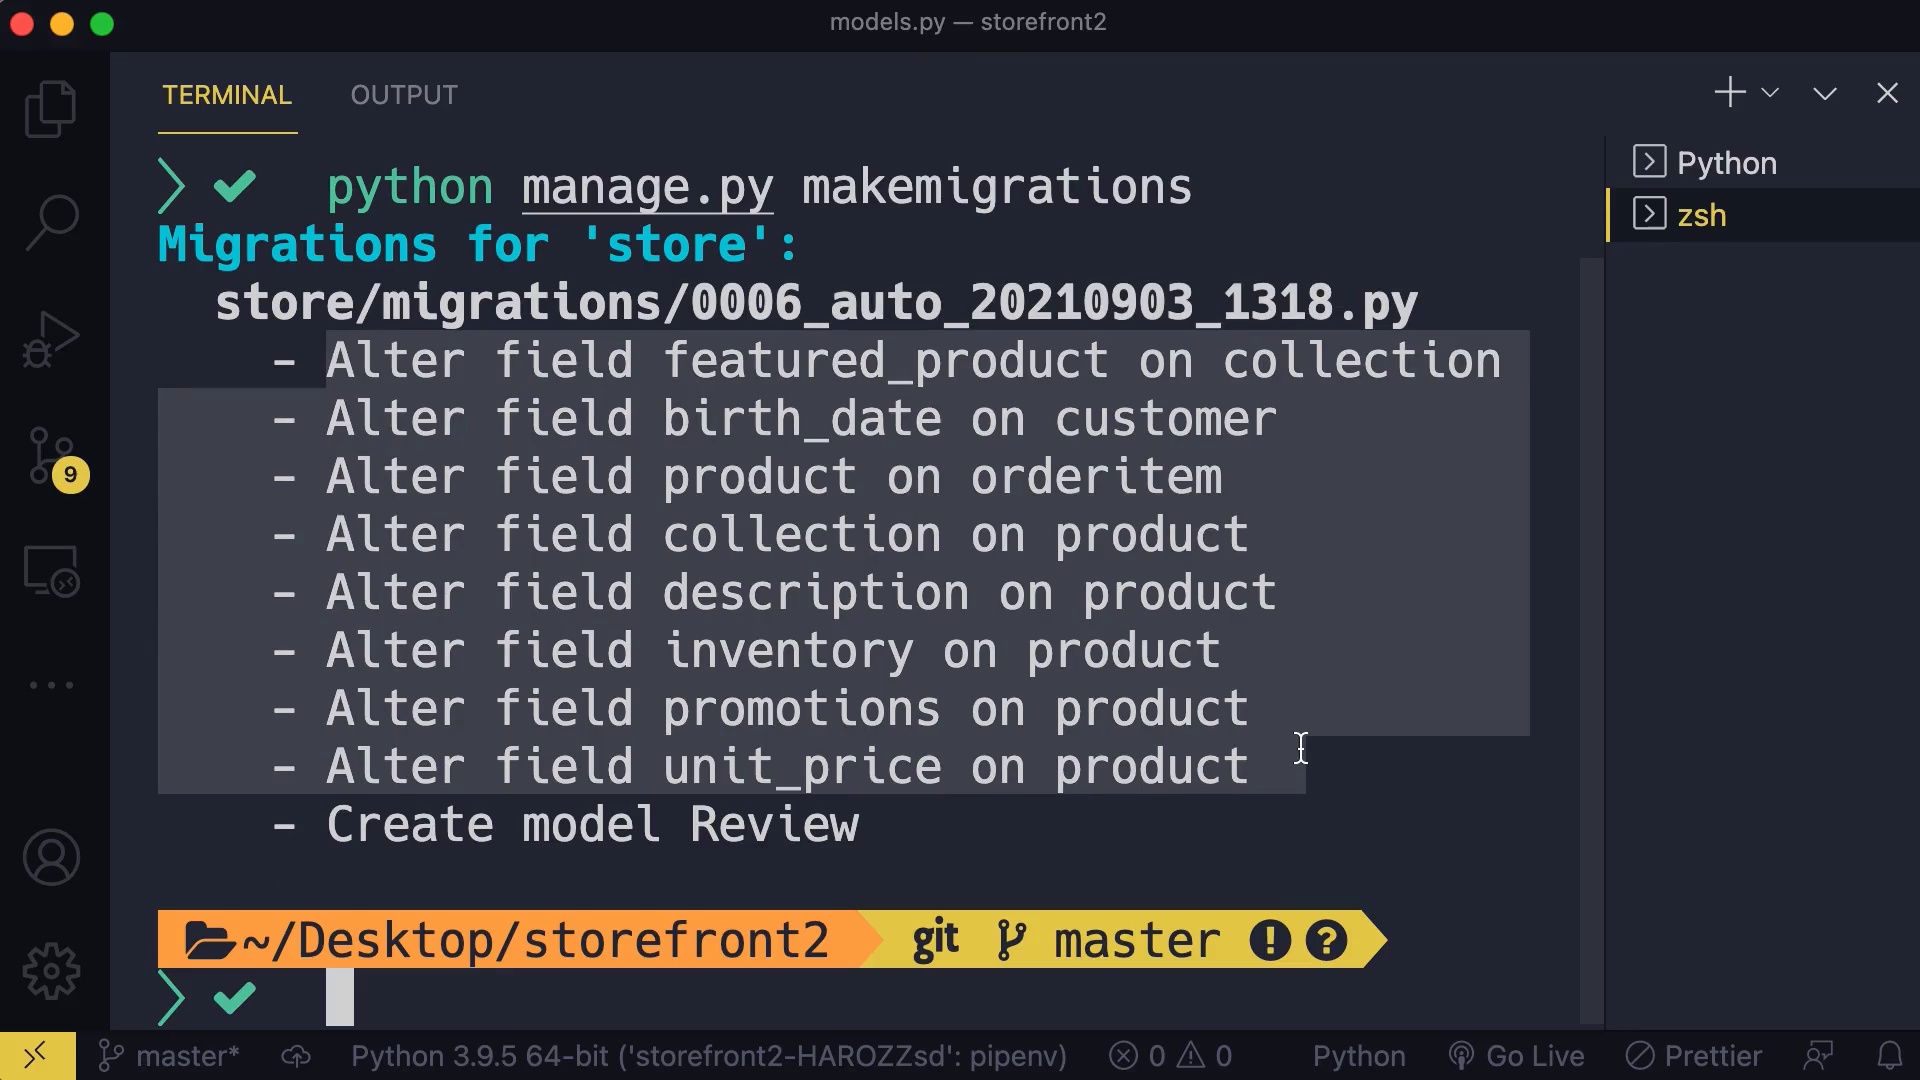 models.py — storefront2
TERMINAL OUTPUT
Python
zsh
python manage.py makemigrations
Migrations for 'store':
store/migrations/0006_auto_20210903_1318.py
- Alter field featured_product on collection
- Alter field birth_date on customer
- Alter field product on orderitem
- Alter field collection on product
- Alter field description on product
- Alter field inventory on product
- Alter field promotions on product
- Alter field unit_price on product
- Create model Review
9
~/Desktop/storefront2 git master ! ?
master* Python 3.9.5 64-bit ('storefront2-HAROZZsd': pipenv) 0 0 Python Go Live Prettier